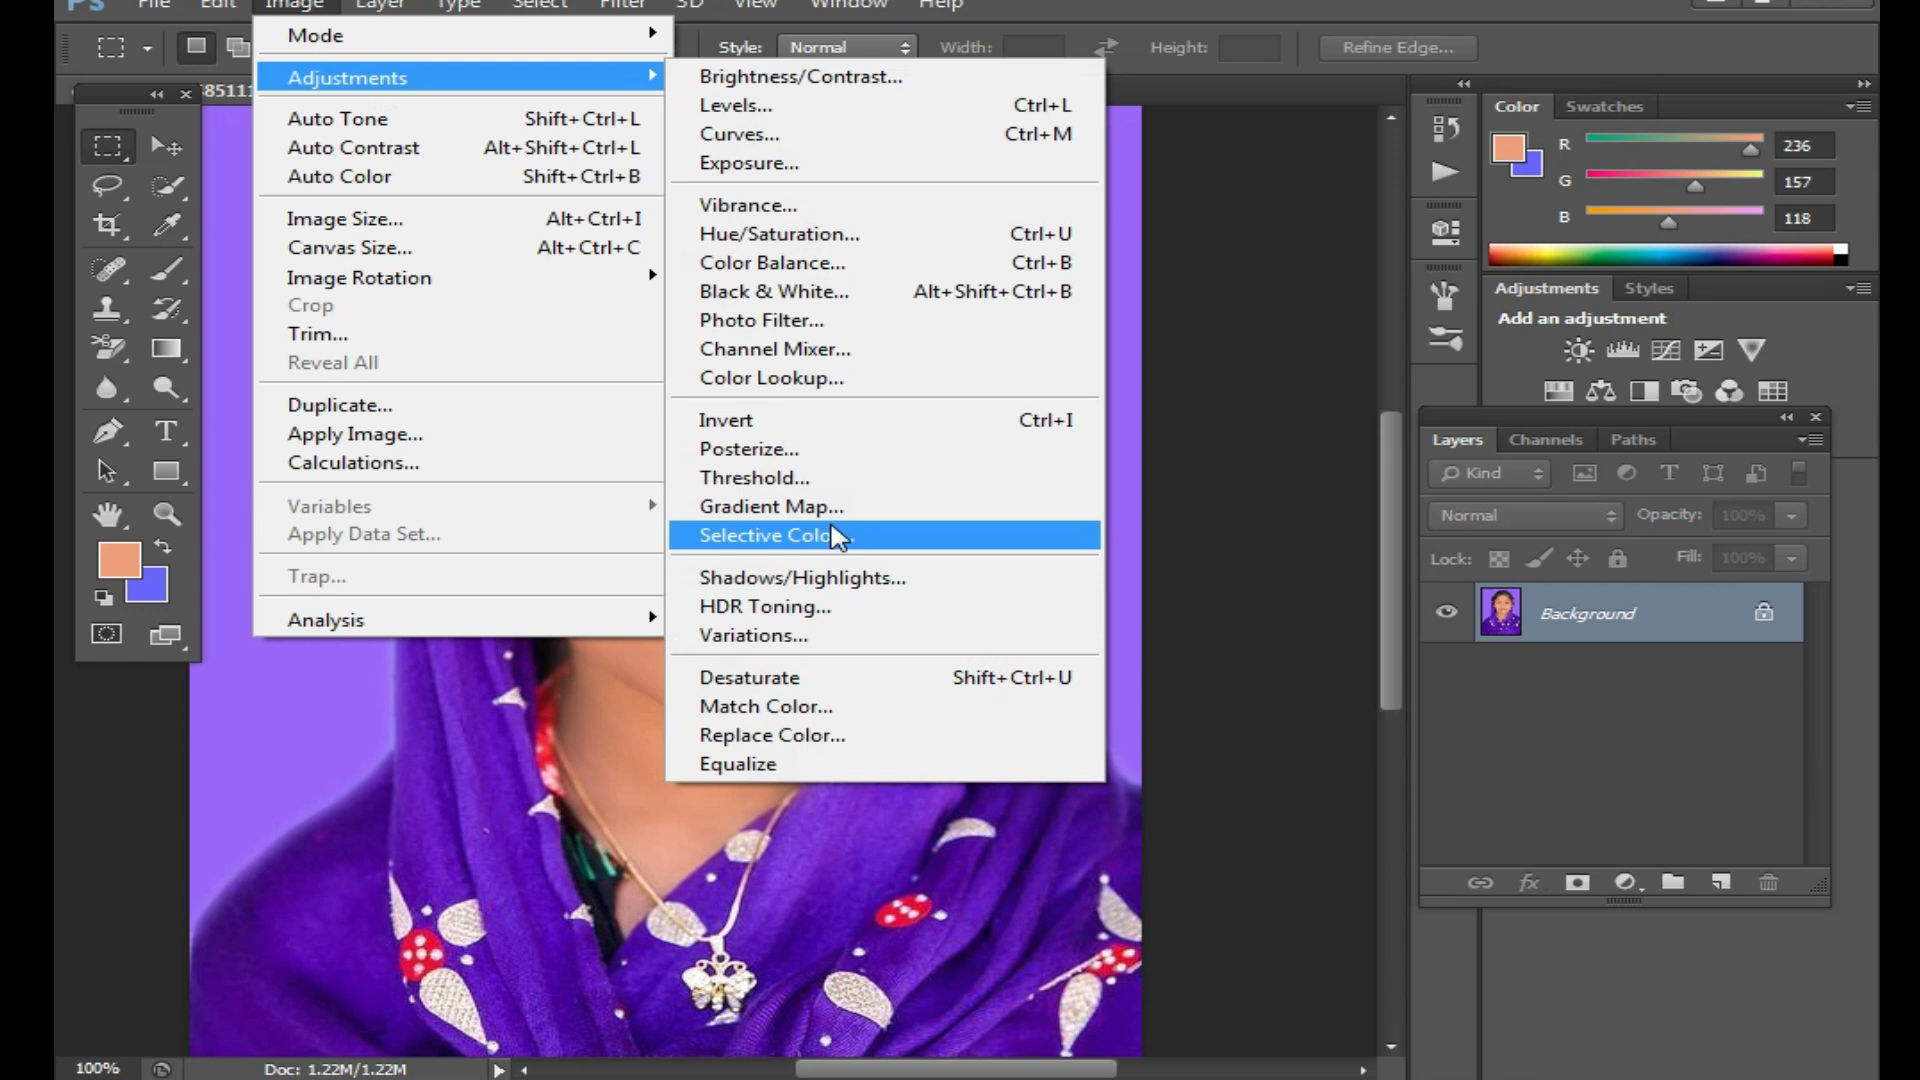 Ps File Edit Image Layer Type Select Filter 3D View Window Help
Style: Normal Width: Height: Refine Edge...
Mode
Adjustments
Auto Tone Shift+Ctrl+L
Auto Contrast Alt+Shift+Ctrl+L
Auto Color Shift+Ctrl+B
Image Size... Alt+Ctrl+I
Canvas Size... Alt+Ctrl+C
Image Rotation
Crop
Trim...
Reveal All
Duplicate...
Apply Image...
Calculations...
Variables
Apply Data Set...
Trap...
Analysis
Brightness/Contrast...
Levels... Ctrl+L
Curves... Ctrl+M
Exposure...
Vibrance...
Hue/Saturation... Ctrl+U
Color Balance... Ctrl+B
Black & White... Alt+Shift+Ctrl+B
Photo Filter...
Channel Mixer...
Color Lookup...
Invert Ctrl+I
Posterize...
Threshold...
Gradient Map...
Selective Colo
Shadows/Highlights...
HDR Toning...
Variations...
Desaturate Shift+Ctrl+U
Match Color...
Replace Color...
Equalize
Color Swatches
R 236
G 157
B 118
Adjustments Styles
Add an adjustment
Layers Channels Paths
Kind
Normal Opacity: 100%
Lock: Fill: 100%
Background
100% Doc: 1.22M/1.22M